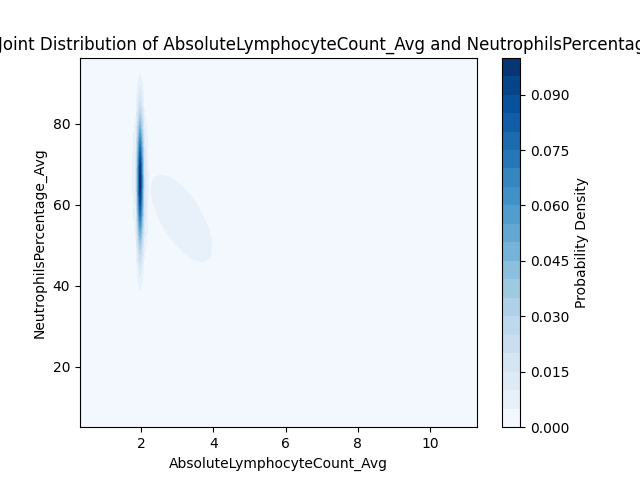 Joint Distribution of AbsoluteLymphocyteCount_Avg and NeutrophilsPercentag
80
60
40
20
NeutrophilsPercentage_Avg
2 4 6 8 10
AbsoluteLymphocyteCount_Avg
0.090
0.075
0.060
0.045
0.030
0.015
0.000
Probability Density